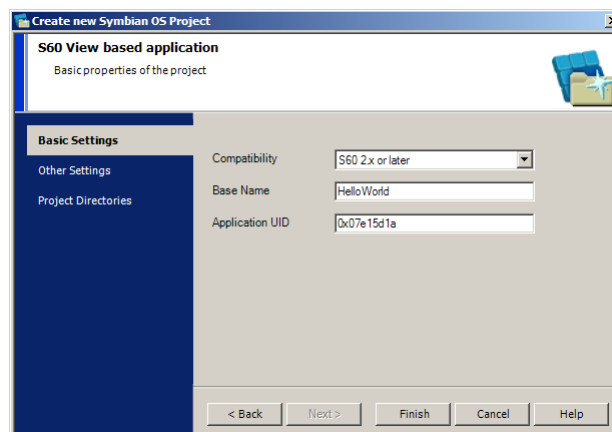 Create new Symbian OS Project
S60 View based application
Basic properties of the project
Basic Settings
Other Settings
Project Directories
Compatibility
S60 2.x or later
Base Name
HelloWorld
Application UID
0x07e15d1a
< Back
Next >
Finish
Cancel
Help